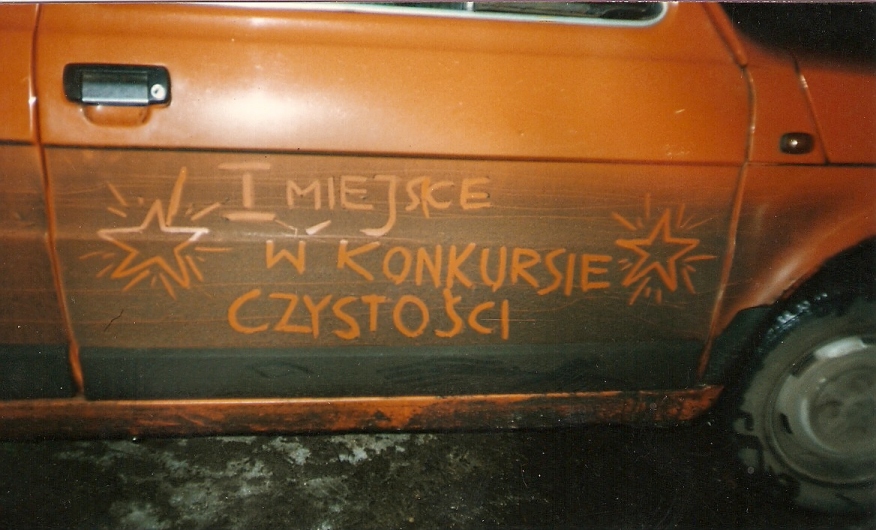 I MIEJSCE
W KONKURSIE
CZYSTOŚCI